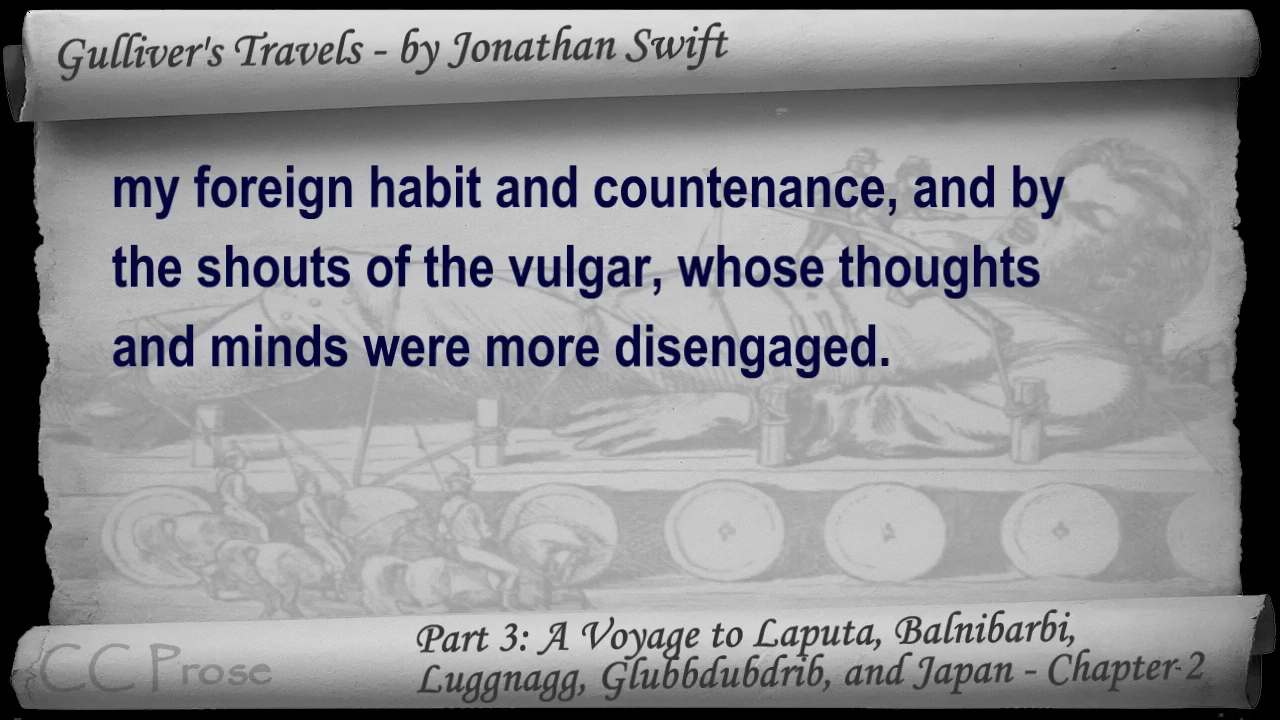 Gulliver's Travels - by Jonathan Swift
my foreign habit and countenance, and by
the shouts of the vulgar, whose thoughts
and minds were more disengaged.
Part 3: A Voyage to Laputa, Balnibarbi,
Luggnagg, Glubbdubdrib, and Japan - Chapter 2
CC Prose